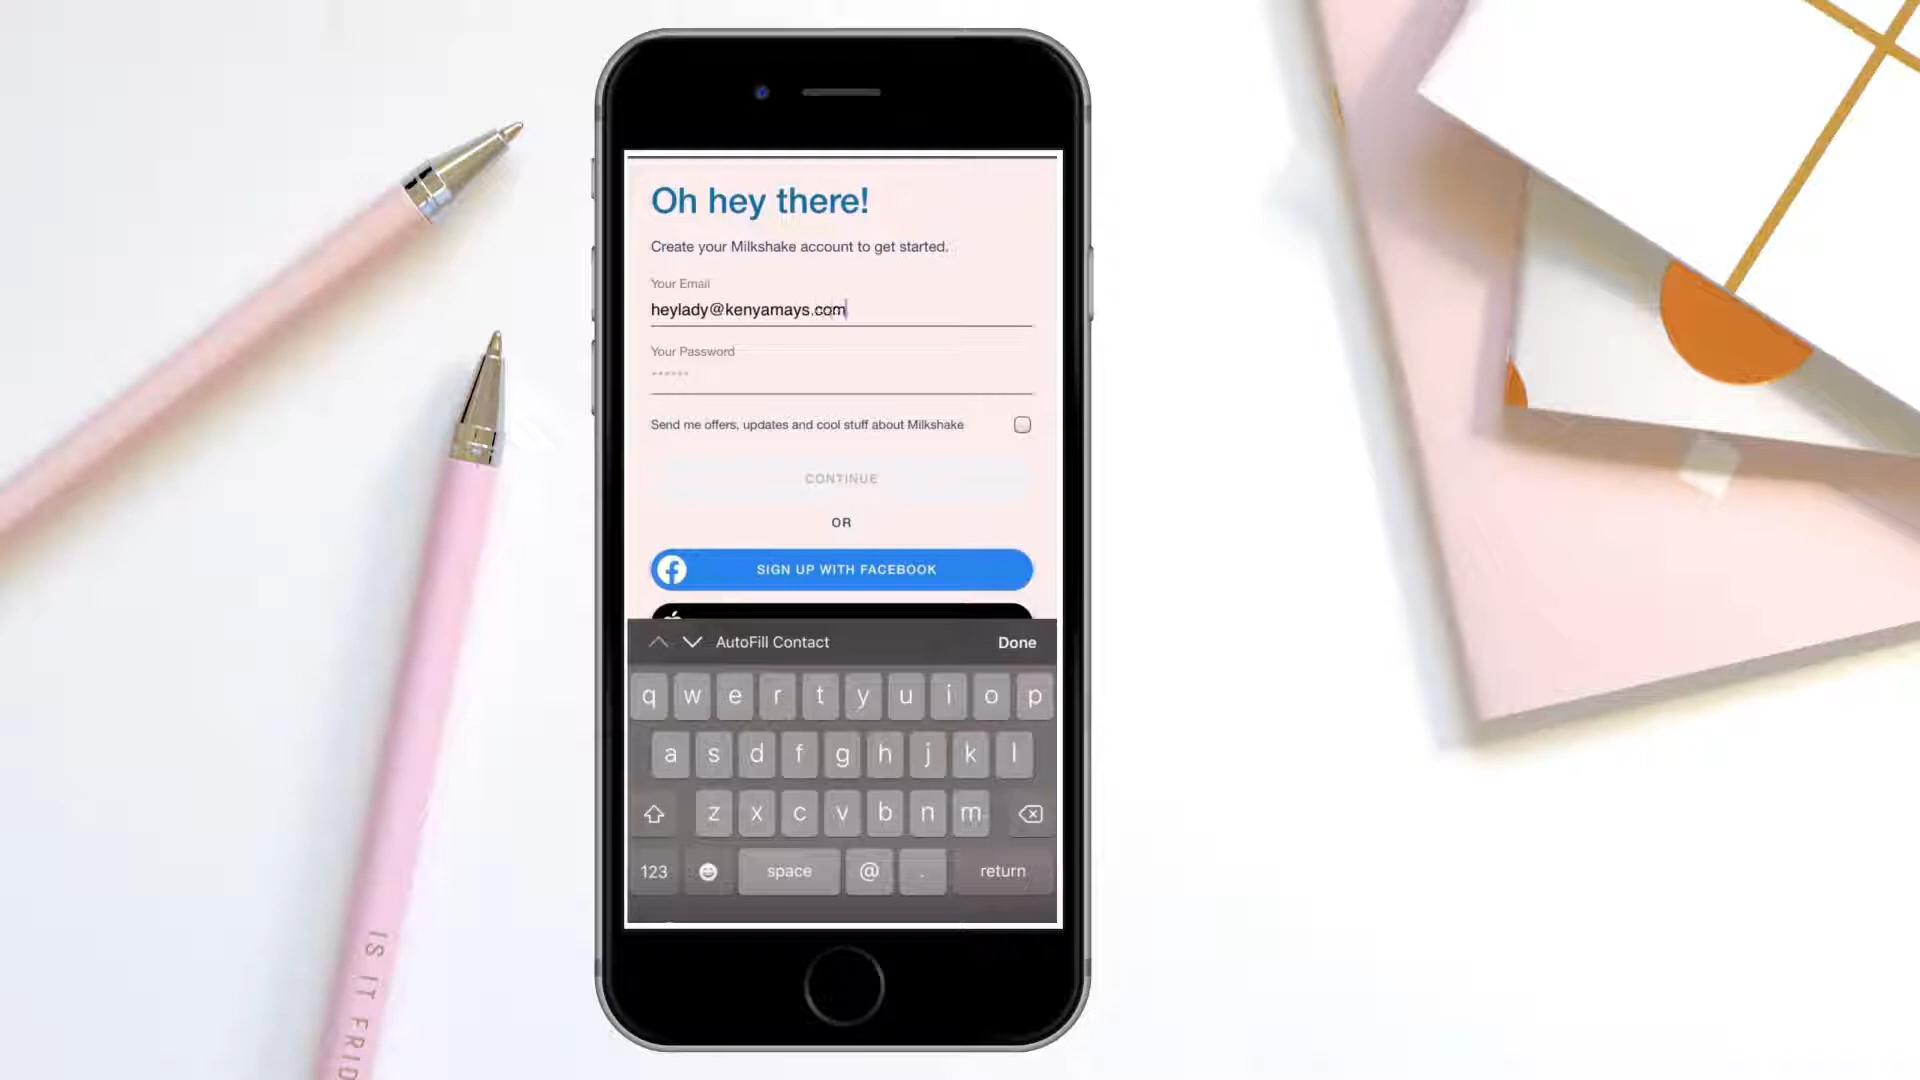 Oh hey there!
Create your Milkshake account to get started.
Your Email
heylady@kenyamays.com
Your Password
Send me offers, updates and cool stuff about Milkshake
CONTINUE
OR
SIGN UP WITH FACEBOOK
AutoFill Contact Done
q w e r t y u i o p
a s d f g h j k l
z x c v b n m
123 space @ . return
IS IT FRID